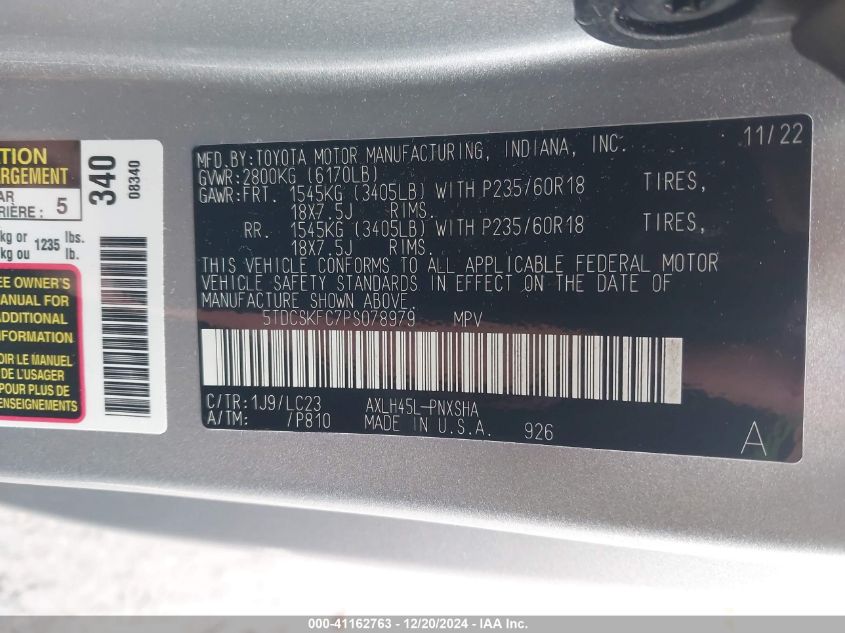 TION
ARGEMENT
AR
RIÈRE : 5
kg or 1235 lbs.
kg ou lb.
EE OWNER'S
MANUAL FOR
ADDITIONAL
INFORMATION
OIR LE MANUEL
DE L'USAGER
POUR PLUS DE
ENSEIGNEMENTS
340
08340
11/22
MFD.BY:TOYOTA MOTOR MANUFACTURING, INDIANA, INC.
GVWR:2800KG (6170LB)
GAWR:FRT. 1545KG (3405LB) WITH P235/60R18 TIRES,
18X7.5J RIMS.
RR. 1545KG (3405LB) WITH P235/60R18 TIRES,
18X7.5J RIMS.
THIS VEHICLE CONFORMS TO ALL APPLICABLE FEDERAL MOTOR
VEHICLE SAFETY STANDARDS IN EFFECT ON THE DATE OF
MANUFACTURE SHOWN ABOVE.
5TDCSKFC7PS078979 MPV
C/TR:1J9/LC23 AXLH45L-PNXSHA
A/TM: /P810 MADE IN U.S.A. 926
A
000-41162763 - 12/20/2024 - IAA Inc.